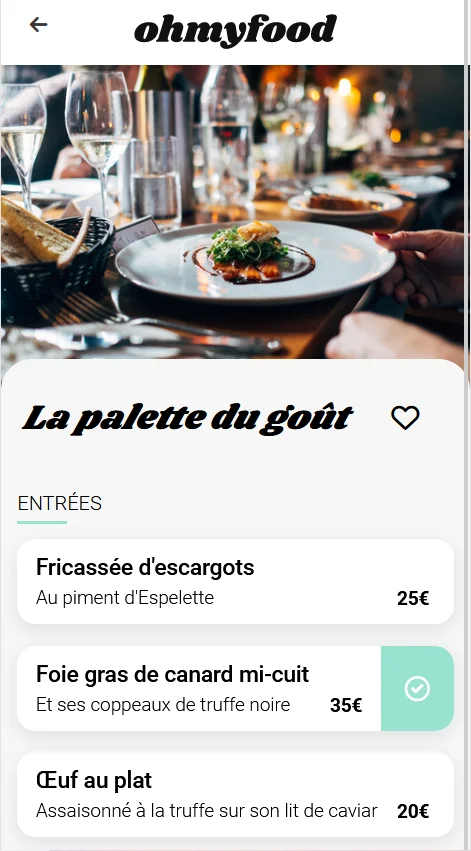 ohmyfood
La palette du goût
ENTRÉES
Fricassée d'escargots
Au piment d'Espelette 25€
Foie gras de canard mi-cuit
Et ses coppeaux de truffe noire 35€
Œuf au plat
Assaisonné à la truffe sur son lit de caviar 20€